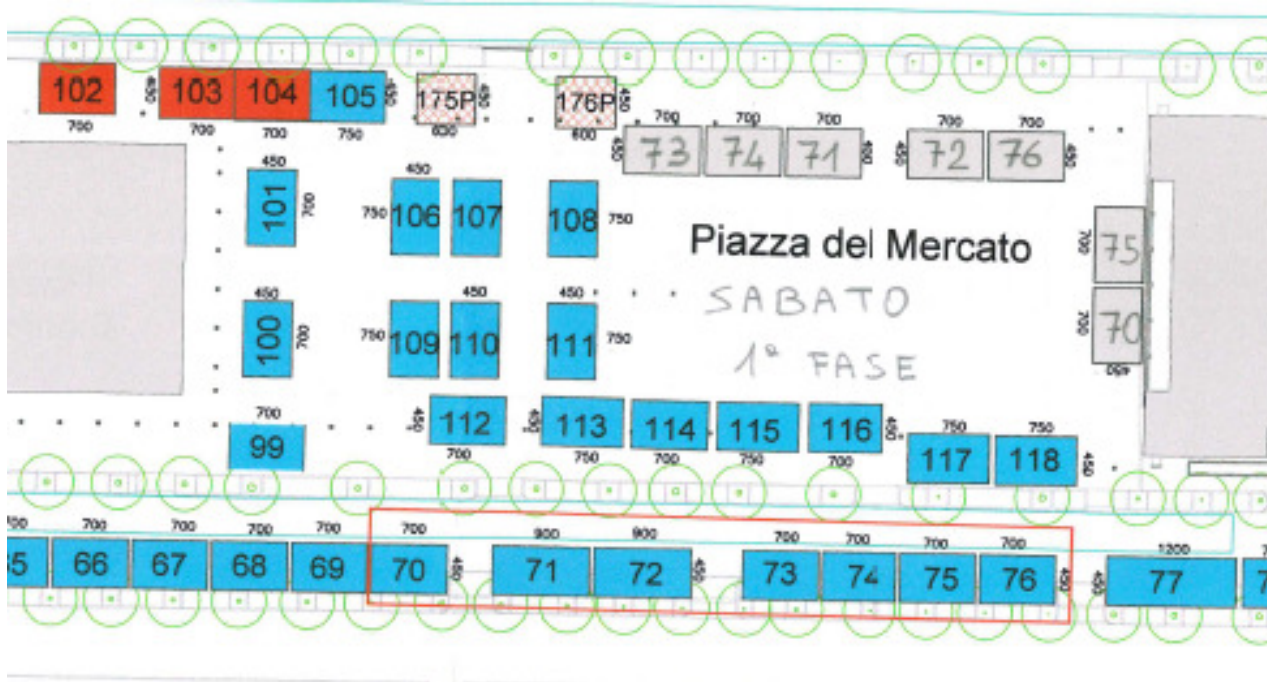 102 450 103 104 105 450 175P 450 176P 450
700 700 700 750 600 600
700 700 700 700 700
450 73 74 71 450 450 72 76 450
450 450
101 700 750 106 107 108 750
Piazza del Mercato
700 75
SABATO
450 450 450
100 700 750 109 110 111 750
700 70
450
1ª FASE
700
99
450 112 450 113 114 115 116 450
700 750 700 750 700
750 750
117 118 450
700 700 700 700 700 900 900 700 700 700 700 1200
66 67 68 69 70 450 71 72 450 73 74 75 76 450 450 77